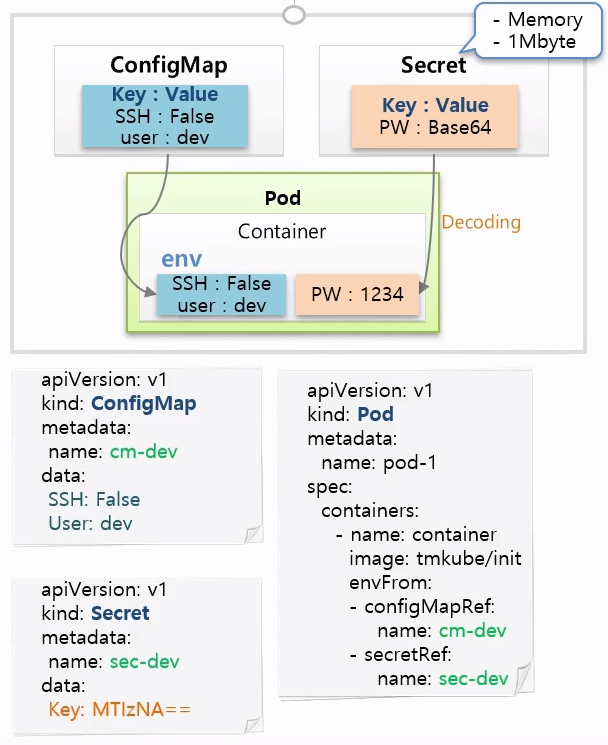 - Memory
- 1Mbyte
ConfigMap
Key : Value
SSH : False
user : dev
Secret
Key : Value
PW : Base64
Pod
Container
Decoding
env
SSH : False
user : dev
PW : 1234
apiVersion: v1
kind: ConfigMap
metadata:
name: cm-dev
data:
SSH: False
User: dev
apiVersion: v1
kind: Secret
metadata:
name: sec-dev
data:
Key: MTIzNA==
apiVersion: v1
kind: Pod
metadata:
name: pod-1
spec:
containers:
- name: container
image: tmkube/init
envFrom:
- configMapRef:
name: cm-dev
- secretRef:
name: sec-dev